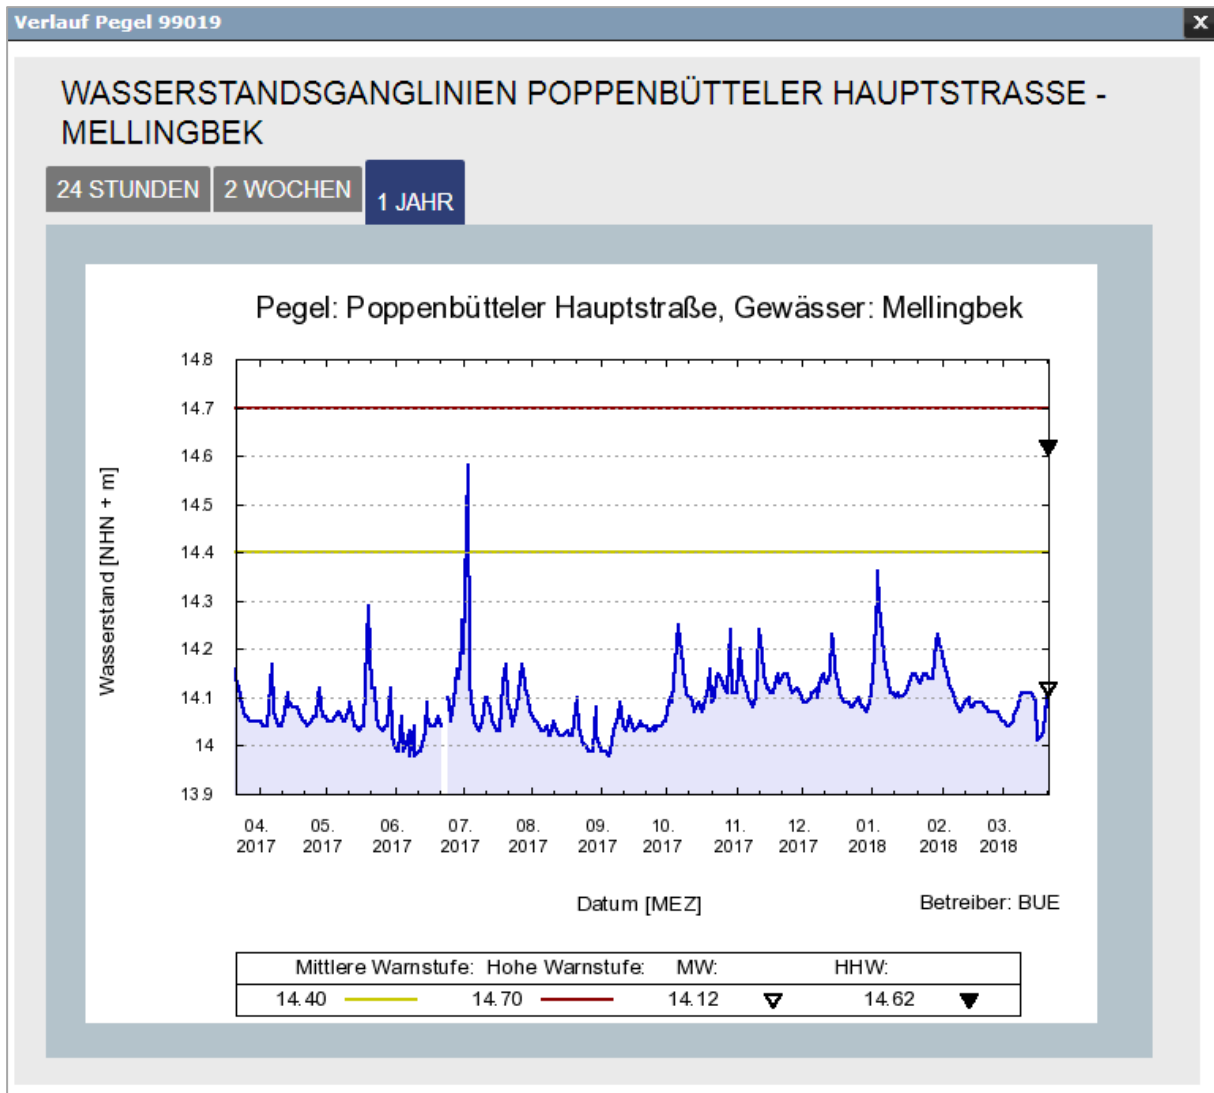 Verlauf Pegel 99019
X
WASSERSTANDSGANGLINIEN POPPENBÜTTELER HAUPTSTRASSE -
MELLINGBEK
24 STUNDEN 2 WOCHEN 1 JAHR
Pegel: Poppenbütteler Hauptstraße, Gewässer: Mellingbek
Wasserstand [NHN + m]
14.8
14.7
14.6
14.5
14.4
14.3
14.2
14.1
14
13.9
04. 05. 06. 07. 08. 09. 10. 11. 12. 01. 02. 03.
2017 2017 2017 2017 2017 2017 2017 2017 2017 2018 2018 2018
Datum [MEZ]
Betreiber: BUE
Mittlere Warnstufe: Hohe Warnstufe: MW: HHW:
14.40 14.70 14.12 14.62